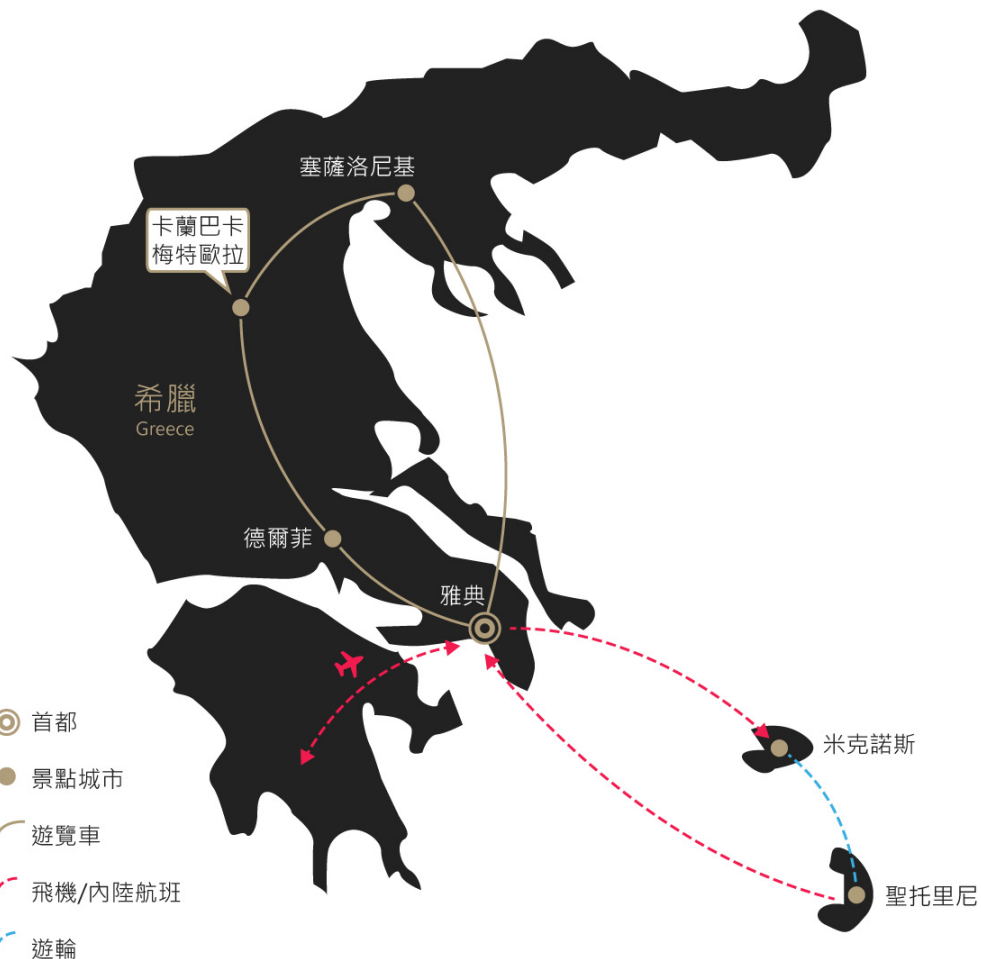 塞薩洛尼基
卡蘭巴卡
梅特歐拉
希臘
Greece
德爾菲
雅典
米克諾斯
聖托里尼
首都
景點城市
遊覽車
飛機/內陸航班
遊輪